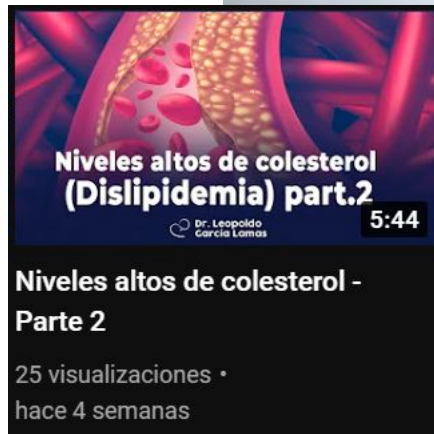 Niveles altos de colesterol
(Dislipidemia) part.2
Dr. Leopoldo
García Lamas
5:44
Niveles altos de colesterol -
Parte 2
25 visualizaciones •
hace 4 semanas